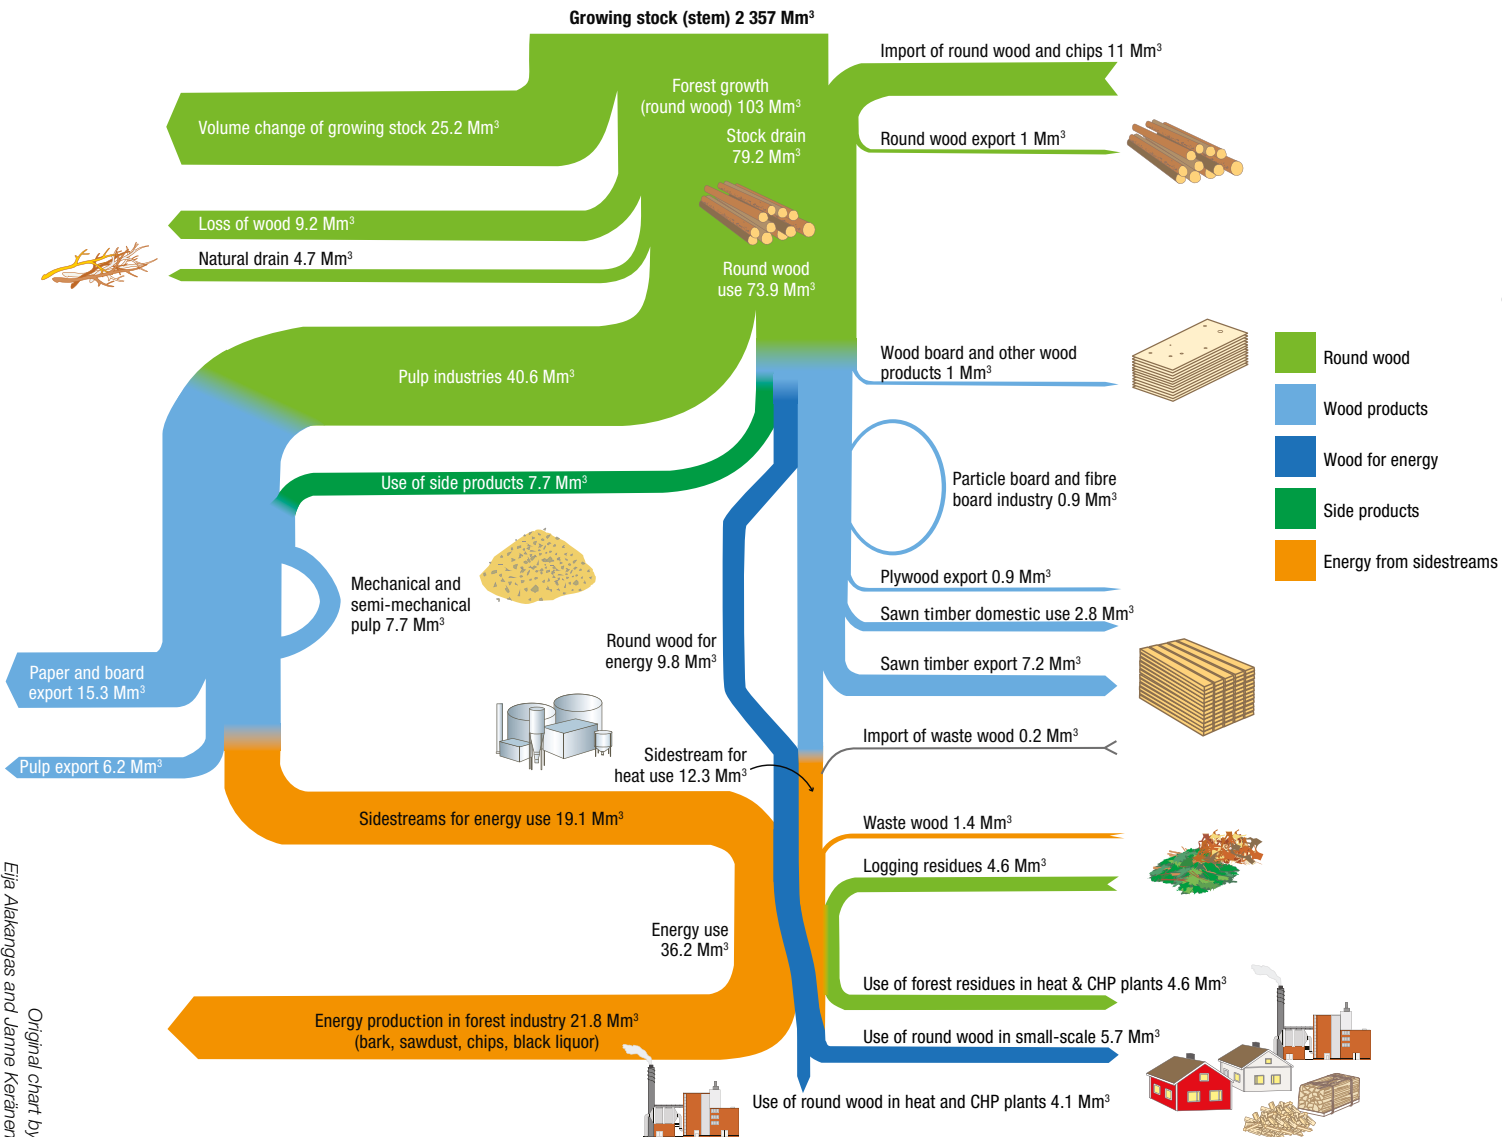 Growing stock (stem) 2 357 Mm³
Import of round wood and chips 11 Mm³
Forest growth
(round wood) 103 Mm³
Volume change of growing stock 25.2 Mm³
Stock drain
79.2 Mm³
Round wood export 1 Mm³
Loss of wood 9.2 Mm³
Natural drain 4.7 Mm³
Round wood
use 73.9 Mm³
Wood board and other wood
products 1 Mm³
Pulp industries 40.6 Mm³
Round wood
Wood products
Wood for energy
Side products
Energy from sidestreams
Use of side products 7.7 Mm³
Particle board and fibre
board industry 0.9 Mm³
Mechanical and
semi-mechanical
pulp 7.7 Mm³
Plywood export 0.9 Mm³
Sawn timber domestic use 2.8 Mm³
Round wood for
energy 9.8 Mm³
Sawn timber export 7.2 Mm³
Paper and board
export 15.3 Mm³
Import of waste wood 0.2 Mm³
Pulp export 6.2 Mm³
Sidestream for
heat use 12.3 Mm³
Sidestreams for energy use 19.1 Mm³
Waste wood 1.4 Mm³
Logging residues 4.6 Mm³
Energy use
36.2 Mm³
Use of forest residues in heat & CHP plants 4.6 Mm³
Energy production in forest industry 21.8 Mm³
(bark, sawdust, chips, black liquor)
Use of round wood in small-scale 5.7 Mm³
Use of round wood in heat and CHP plants 4.1 Mm³
Original chart by
Eija Alakangas and Janne Keränen